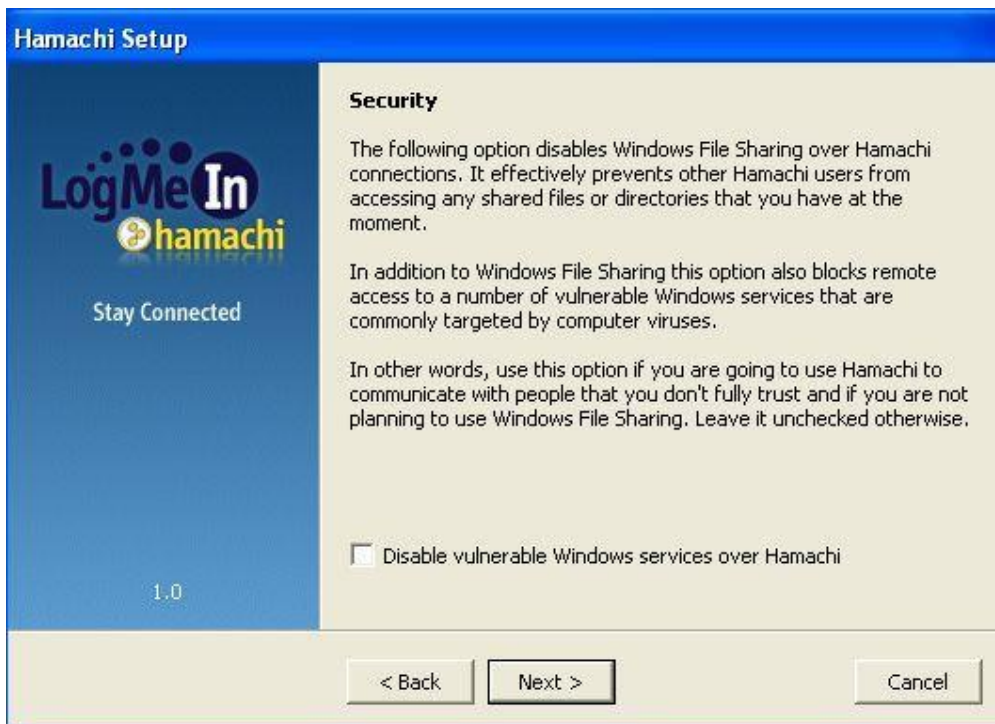 Hamachi Setup
LogMeIn
hamachi
Stay Connected
1.0
Security
The following option disables Windows File Sharing over Hamachi
connections. It effectively prevents other Hamachi users from
accessing any shared files or directories that you have at the
moment.
In addition to Windows File Sharing this option also blocks remote
access to a number of vulnerable Windows services that are
commonly targeted by computer viruses.
In other words, use this option if you are going to use Hamachi to
communicate with people that you don't fully trust and if you are not
planning to use Windows File Sharing. Leave it unchecked otherwise.
Disable vulnerable Windows services over Hamachi
< Back
Next >
Cancel